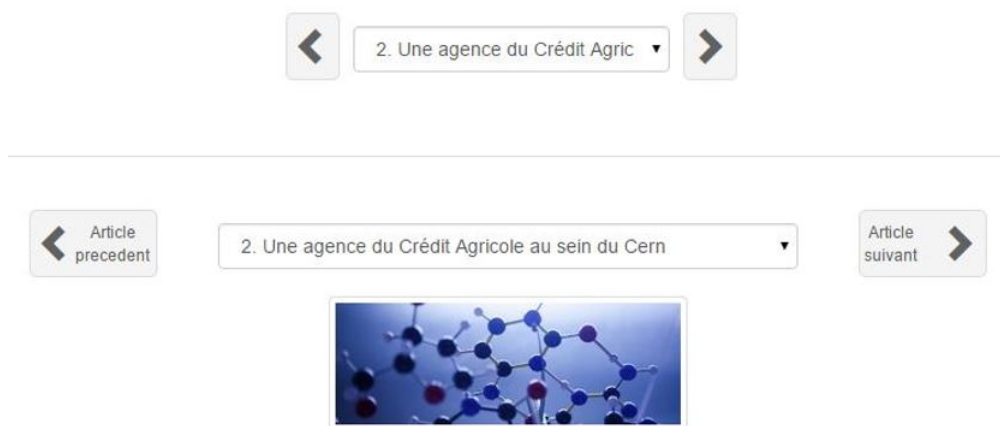 2. Une agence du Crédit Agric
Article
precedent
2. Une agence du Crédit Agricole au sein du Cern
Article
suivant